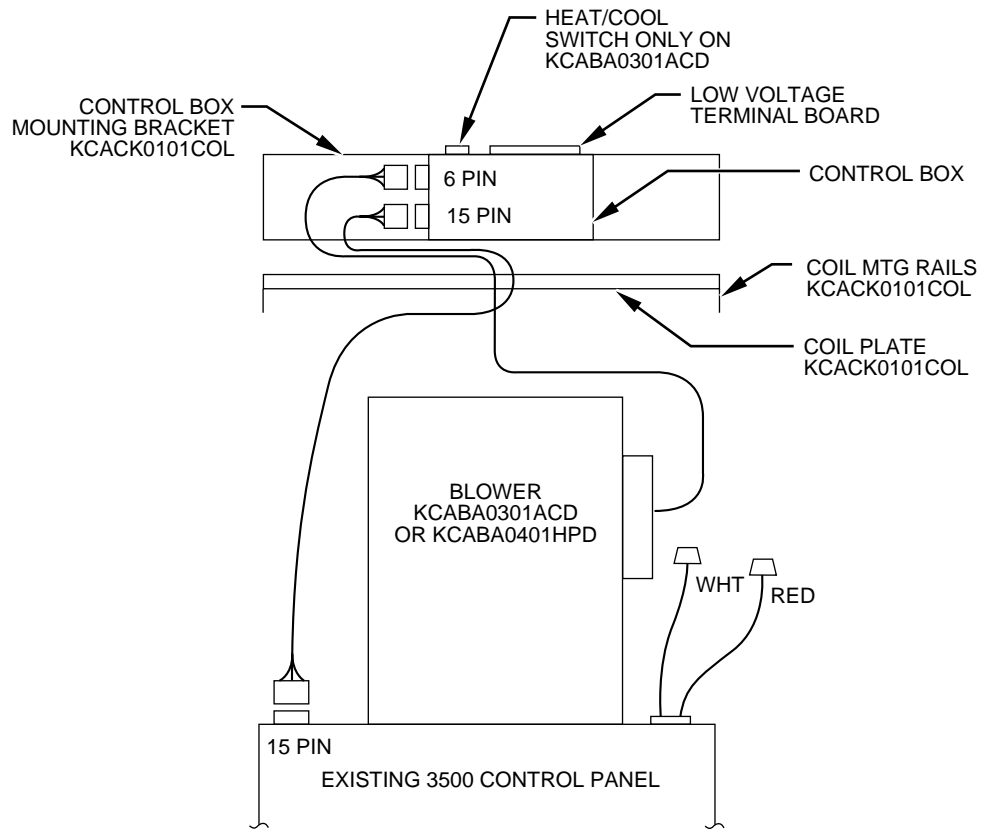 HEAT/COOL
SWITCH ONLY ON
KCABA0301ACD
LOW VOLTAGE
TERMINAL BOARD
CONTROL BOX
MOUNTING BRACKET
KCACK0101COL
6 PIN
15 PIN
CONTROL BOX
COIL MTG RAILS
KCACK0101COL
COIL PLATE
KCACK0101COL
BLOWER
KCABA0301ACD
OR KCABA0401HPD
WHT
RED
15 PIN
EXISTING 3500 CONTROL PANEL